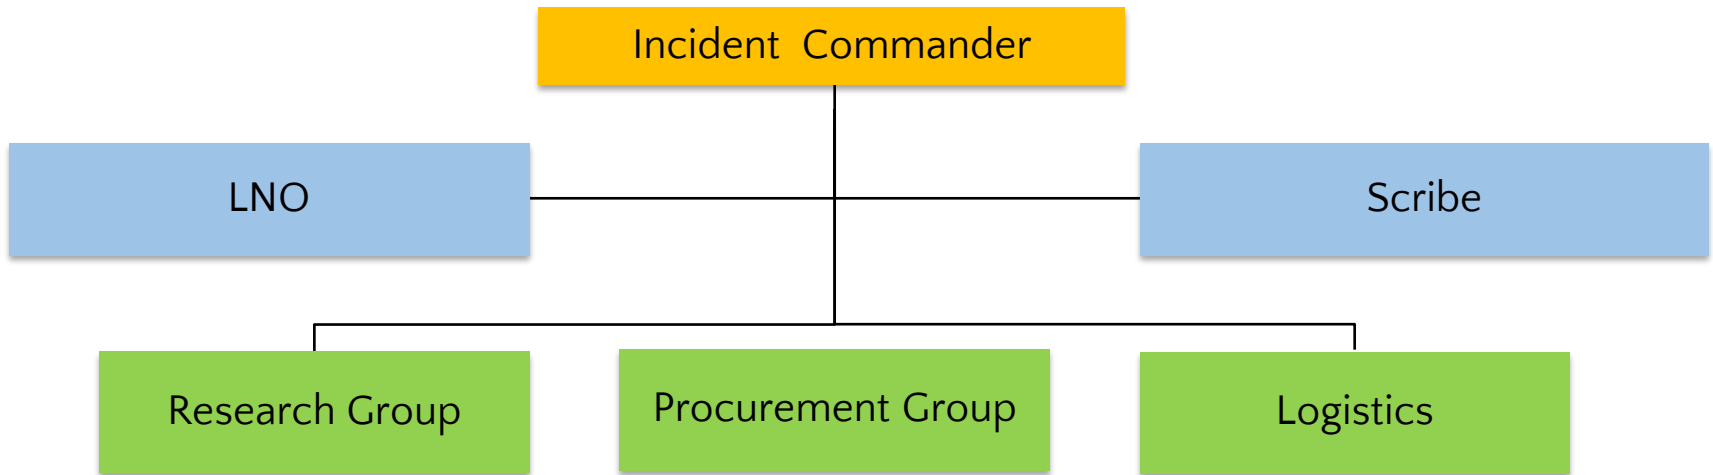 Incident Commander
LNO
Scribe
Research Group
Procurement Group
Logistics